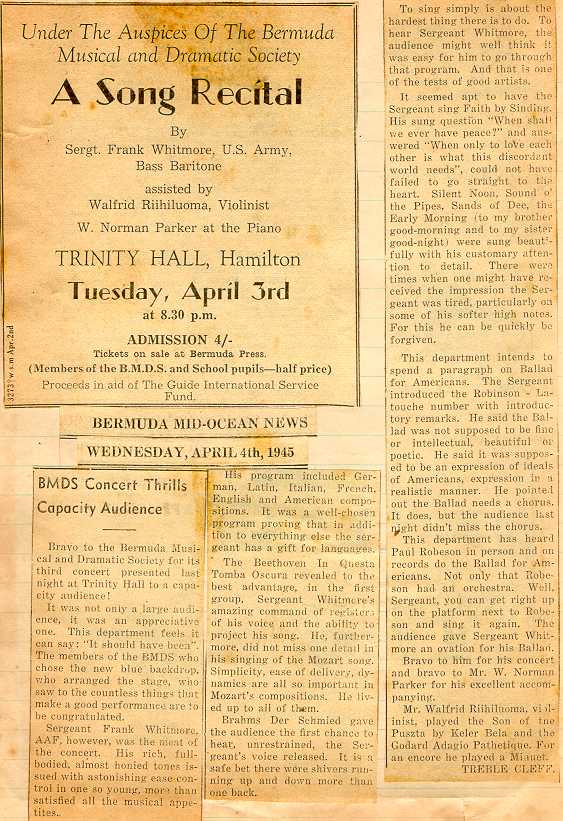 Under The Auspices Of The Bermuda
Musical and Dramatic Society
A Song Recital
By
Sergt. Frank Whitmore, U.S. Army,
Bass Baritone
assisted by
Walfrid Riihiluoma, Violinist
W. Norman Parker at the Piano
TRINITY HALL, Hamilton
Tuesday, April 3rd
at 8.30 p.m.
ADMISSION 4/-
Tickets on sale at Bermuda Press.
(Members of the B.M.D.S. and School pupils—half price)
Proceeds in aid of The Guide International Service
Fund.
3273 w s m Apr. 2nd
BERMUDA MID-OCEAN NEWS
WEDNESDAY, APRIL 4th, 1945
BMDS Concert Thrills
Capacity Audience
Bravo to the Bermuda Musi-
cal and Dramatic Society for its
third concert presented last
night at Trinity Hall to a capa-
city audience!
It was not only a large audi-
ence, it was an appreciative
one. This department feels it
can say: "It should have been".
The members of the BMDS who
chose the new blue backdrop,
who arranged the stage, who
saw to the countless things that
make a good performance are to
be congratulated.
Sergeant Frank Whitmore,
AAF, however, was the meat of
the concert. His rich, full-
bodied, almost honied tones is-
sued with astonishing ease—
control in one so young, more than
satisfied all the musical appe-
tites.
His program included Ger-
man, Latin, Italian, French,
English and American compo-
sitions. It was a well-chosen
program proving that in addi-
tion to everything else the ser-
geant has a gift for languages.
The Beethoven In Questa
Tomba Oscura revealed to the
best advantage, in the first
group, Sergeant Whitmore's
amazing command of registers
of his voice and the ability to
project his song. He, further-
more, did not miss one detail in
his singing of the Mozart song.
Simplicity, ease of delivery, dy-
namics are all so important in
Mozart's compositions. He liv-
ed up to all of them.
Brahms Der Schmied gave
the audience the first chance to
hear, unrestrained, the Ser-
geant's voice released. It is a
safe bet there were shivers run-
ning up and down more than
one back.
To sing simply is about the
hardest thing there is to do. To
hear Sergeant Whitmore, the
audience might well think it
was easy for him to go through
that program. And that is one
of the tests of good artists.
It seemed apt to have the
Sergeant sing Faith by Sinding.
His sung question "When shall
we ever have peace?" and ans-
wered "When only to love each
other is what this discordant
world needs", could not have
failed to go straight to the
heart. Silent Noon, Sound o'
the Pipes, Sands of Dee, the
Early Morning (to my brother
good-morning and to my sister
good-night) were sung beauti-
fully with his customary atten-
tion to detail. There were
times when one might have re-
ceived the impression the Ser-
geant was tired, particularly on
some of his softer high notes.
For this he can be quickly be
forgiven.
This department intends to
spend a paragraph on Ballad
for Americans. The Sergeant
introduced the Robinson - La-
touche number with introduc-
tory remarks. He said the Bal-
lad was not supposed to be fine
or intellectual, beautiful or
poetic. He said it was suppos-
ed to be an expression of ideals
of Americans, expression in a
realistic manner. He pointed
out the Ballad needs a chorus.
It does, but the audience last
night didn't miss the chorus.
This department has heard
Paul Robeson in person and on
records do the Ballad for Am-
ericans. Not only that Robe-
son had an orchestra. Well,
Sergeant, you can get right up
on the platform next to Robe-
son and sing it again. The
audience gave Sergeant Whit-
more an ovation for his Ballad.
Bravo to him for his concert
and bravo to Mr. W. Norman
Parker for his excellent accom-
panying.
Mr. Walfrid Riihiluoma, viol-
inist, played the Son of the
Puszta by Keler Bela and the
Godard Adagio Pathetique. For
an encore he played a Minuet.
TREBLE CLEFF.